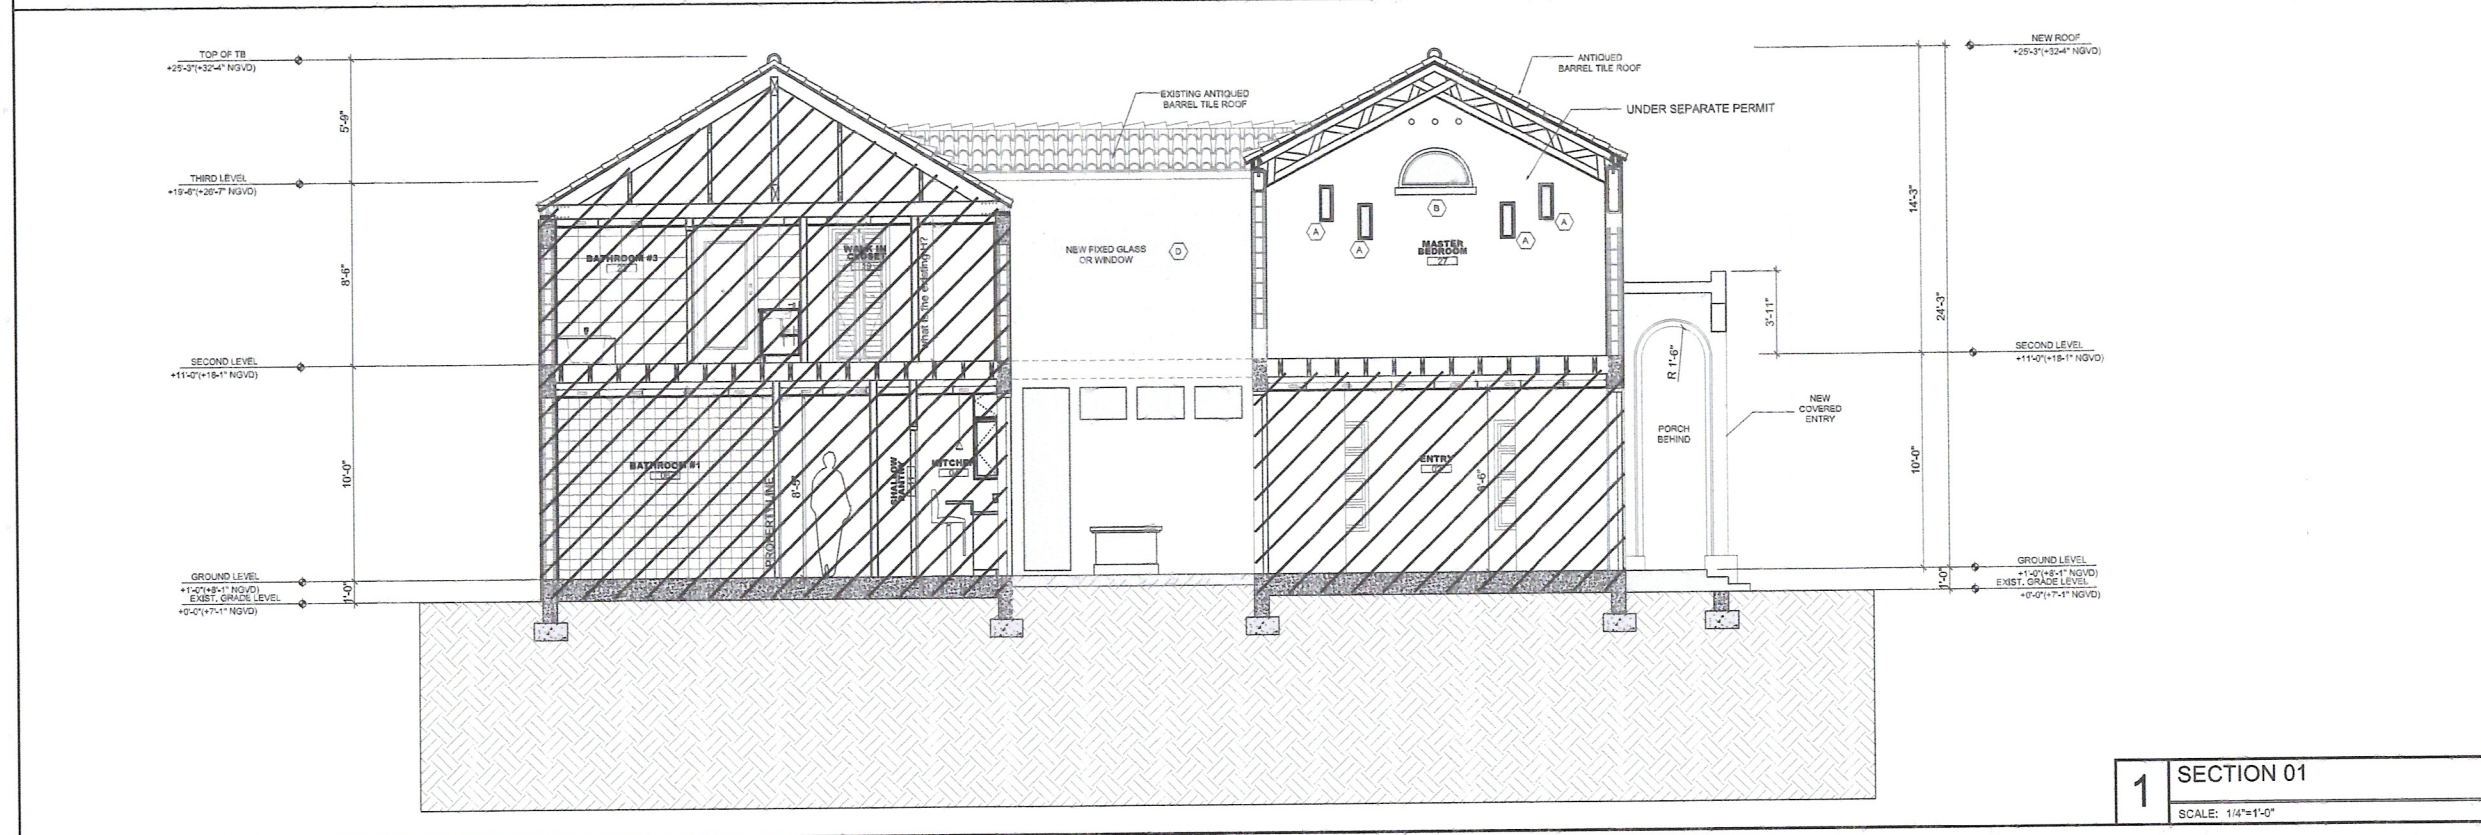 TOP OF TB
+25'-3"(+32'-4" NGVD)
5'-9"
THIRD LEVEL
+19'-6"(+26'-7" NGVD)
8'-6"
SECOND LEVEL
+11'-0"(+18-1" NGVD)
10'-0"
GROUND LEVEL
+1'-0"(+8'-1" NGVD)
EXIST. GRADE LEVEL
+0'-0"(+7'-1" NGVD)
1'-0"
EXISTING ANTIQUED
BARREL TILE ROOF
ANTIQUED
BARREL TILE ROOF
UNDER SEPARATE PERMIT
BATHROOM #3
WALK IN
CLOSET
19
What is the existing H?
NEW FIXED GLASS
OR WINDOW
D
A
A
B
A
A
MASTER
BEDROOM
27
BATHROOM #1
PROPERTY LINE
8'-5"
SHALLOW
PANTRY
KITCHEN
ENTRY
6'-6"
R 1'-6"
PORCH
BEHIND
NEW
COVERED
ENTRY
3'-11"
14'-3"
24'-3"
10'-0"
1'-0"
NEW ROOF
+25'-3"(+32-4" NGVD)
SECOND LEVEL
+11'-0"(+18-1" NGVD)
GROUND LEVEL
+1'-0"(+8'-1" NGVD)
EXIST. GRADE LEVEL
+0'-0"(+7'-1" NGVD)
1
SECTION 01
SCALE: 1/4"=1'-0"